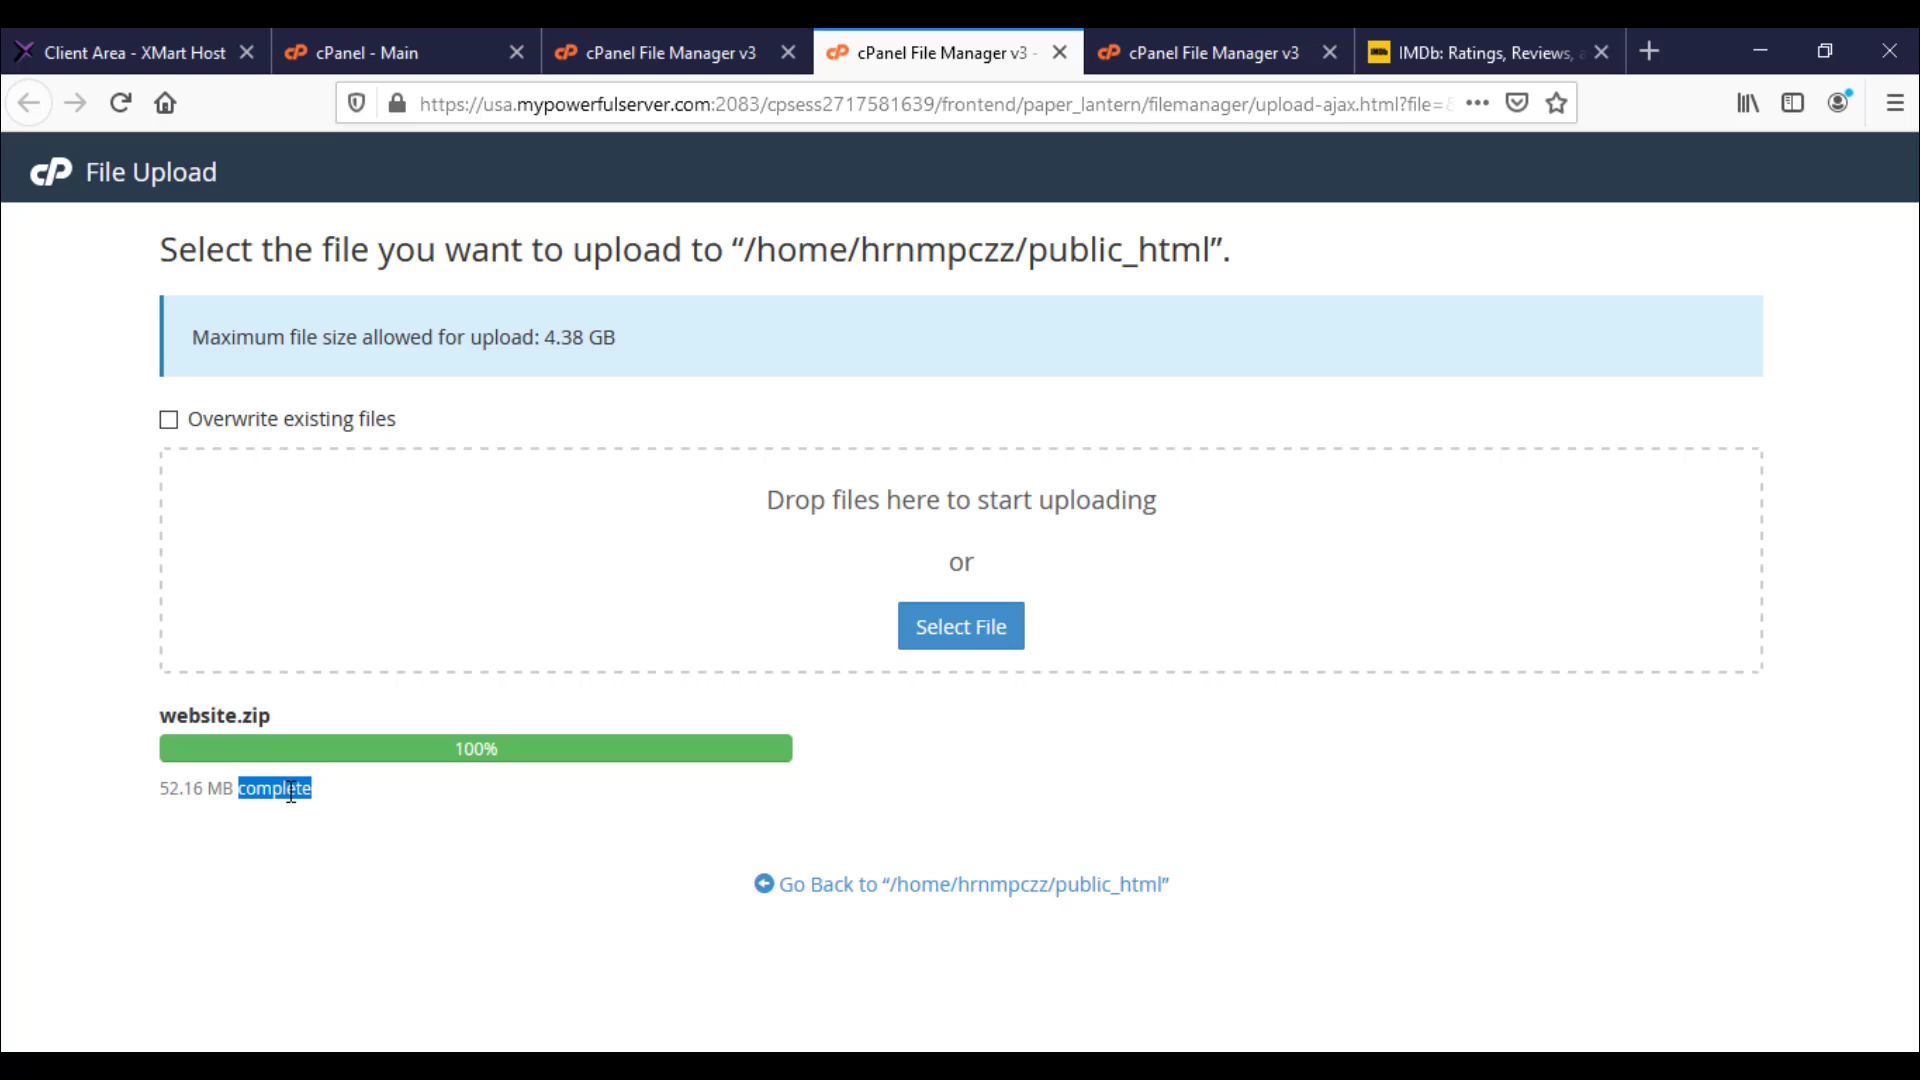 Client Area - XMart Host
cPanel - Main
cPanel File Manager v3
cPanel File Manager v3 -
cPanel File Manager v3
IMDb
IMDb: Ratings, Reviews,
https://usa.mypowerfulserver.com:2083/cpsess2717581639/frontend/paper_lantern/filemanager/upload-ajax.html?file=
cP File Upload
Select the file you want to upload to “/home/hrnmpczz/public_html”.
Maximum file size allowed for upload: 4.38 GB
Overwrite existing files
Drop files here to start uploading
or
Select File
website.zip
100%
52.16 MB complete
Go Back to “/home/hrnmpczz/public_html”